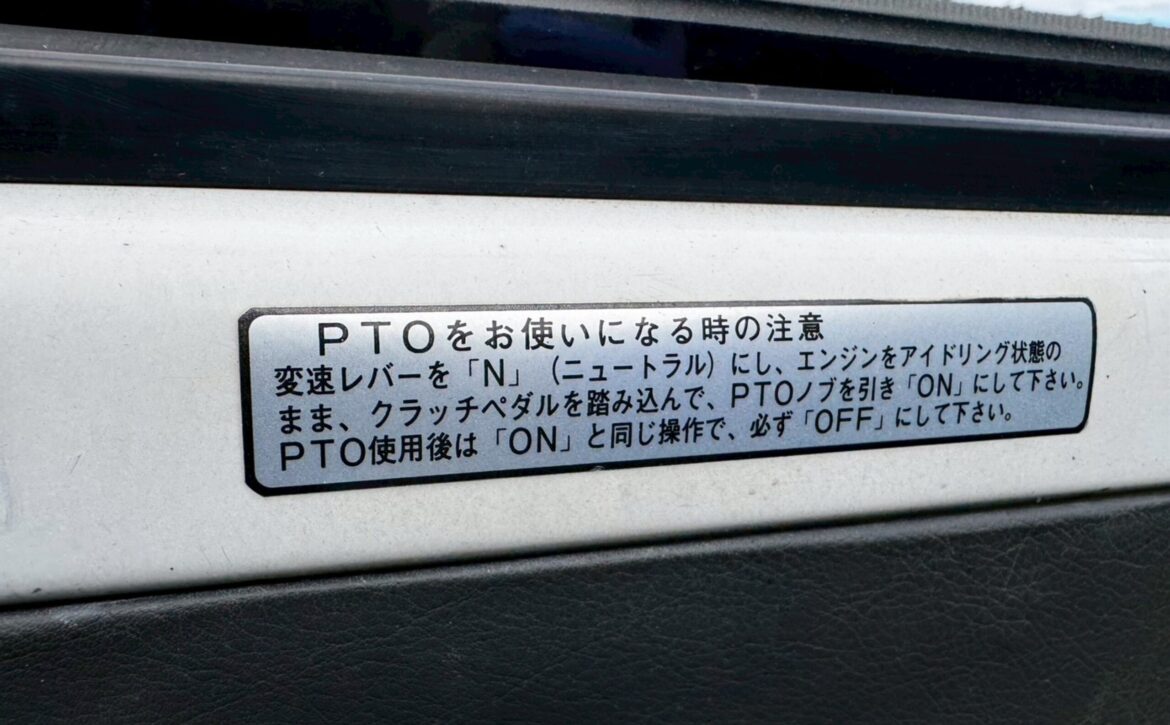 PTOをお使いになる時の注意
変速レバーを「N」（ニュートラル）にし、エンジンをアイドリング状態の
まま、クラッチペダルを踏み込んで、PTOノブを引き「ON」にして下さい。
PTO使用後は「ON」と同じ操作で、必ず「OFF」にして下さい。